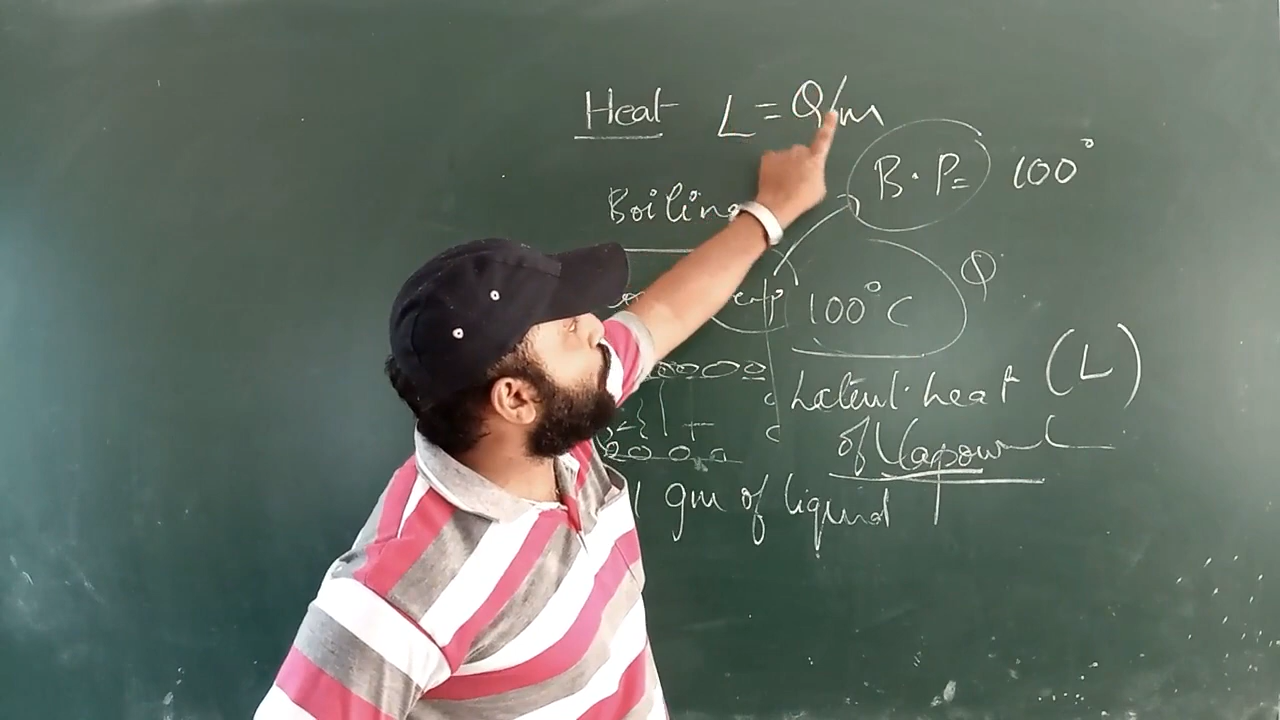 Heat L = Q/m
B.P = 100°
Boiling
100°C Q
Latent heat (L)
of Vapour
1 gm of liquid